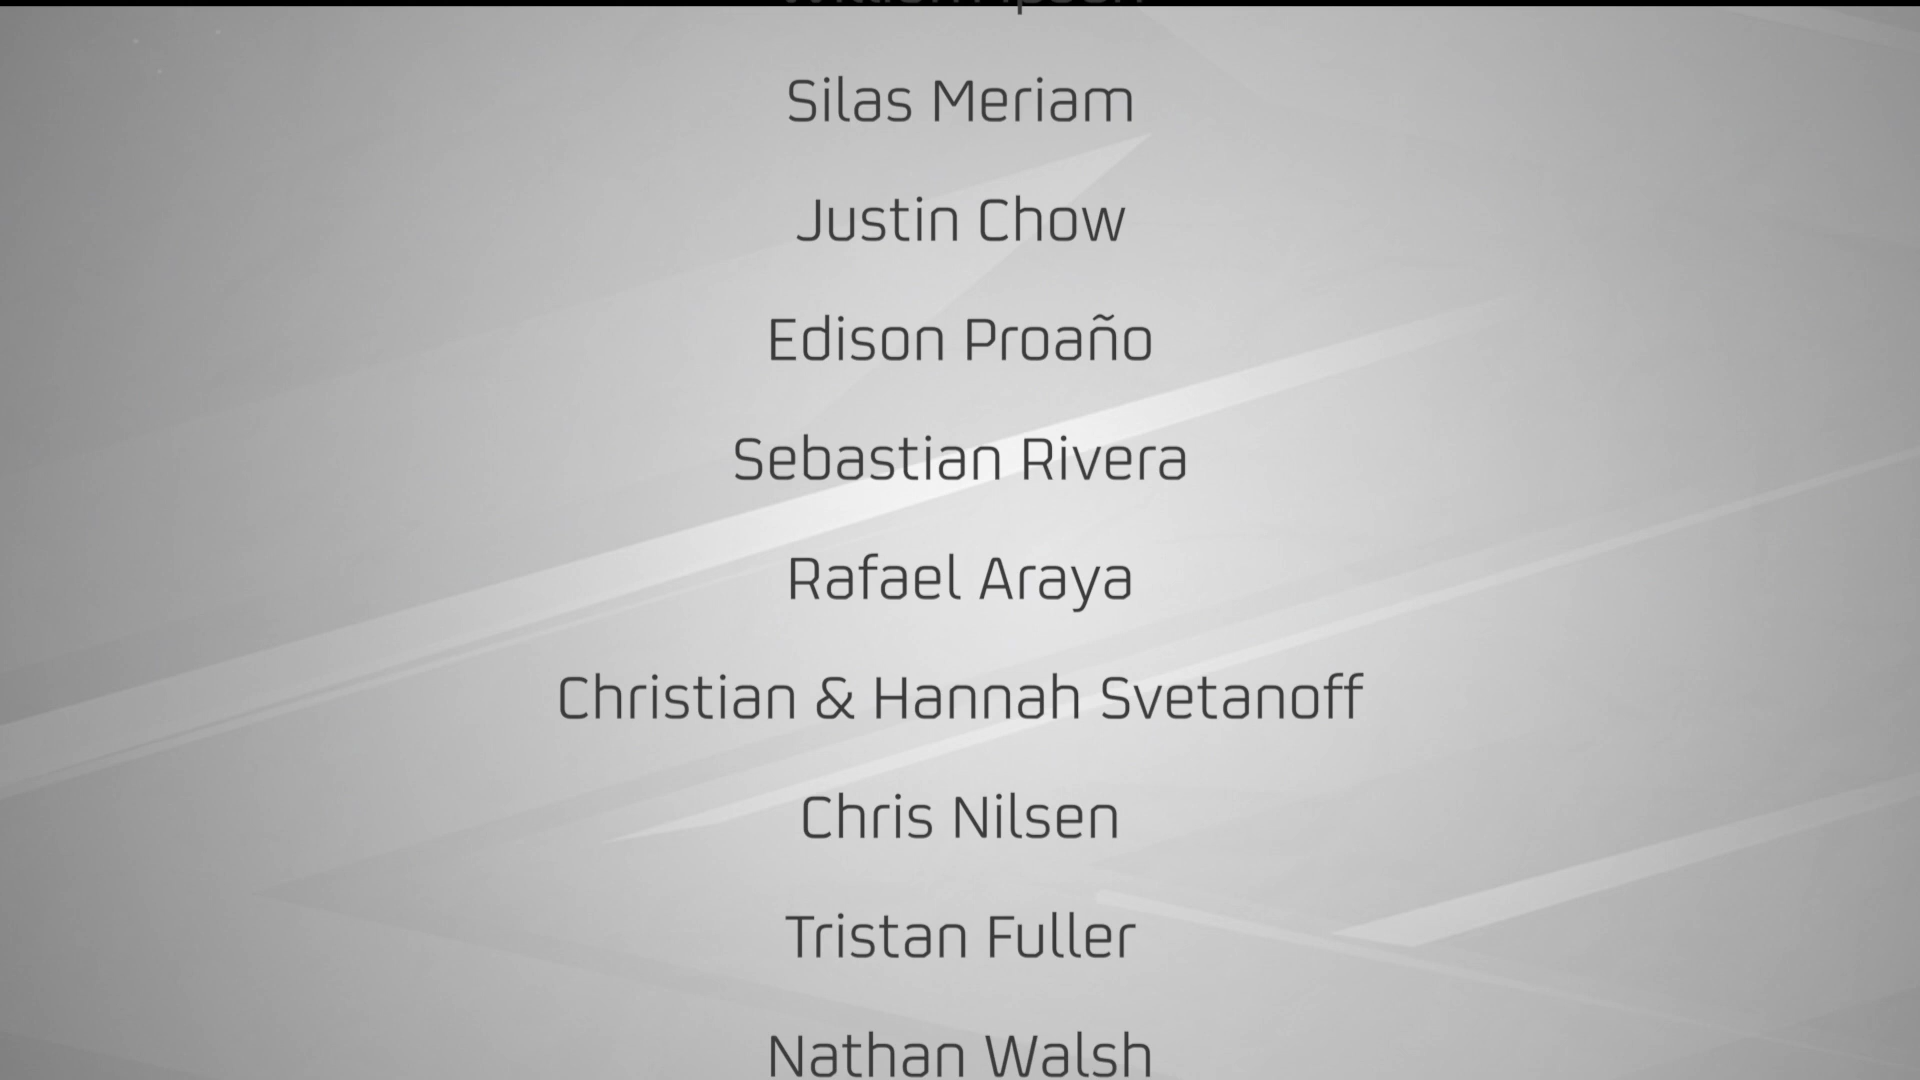 Silas Meriam
Justin Chow
Edison Proaño
Sebastian Rivera
Rafael Araya
Christian & Hannah Svetanoff
Chris Nilsen
Tristan Fuller
Nathan Walsh